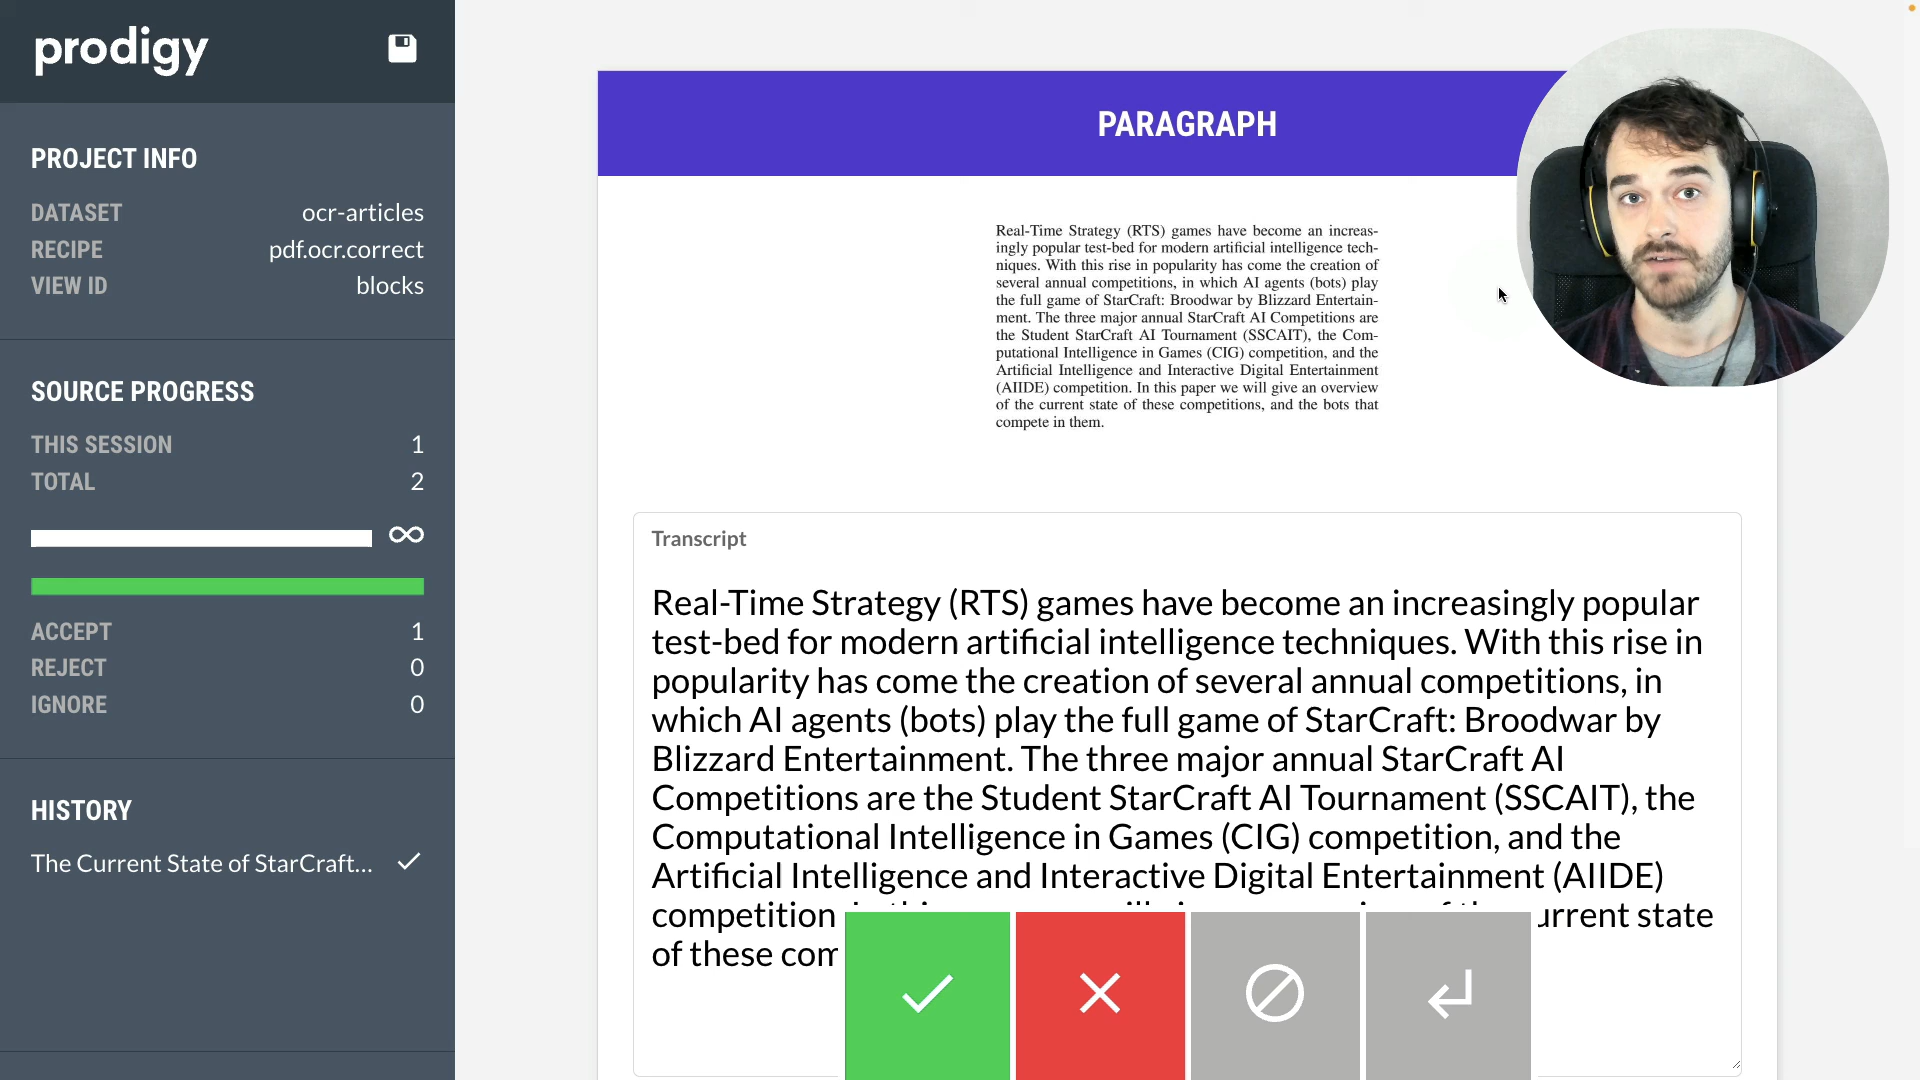 prodigy
PROJECT INFO
DATASET ocr-articles
RECIPE pdf.ocr.correct
VIEW ID blocks
SOURCE PROGRESS
THIS SESSION 1
TOTAL 2
∞
ACCEPT 1
REJECT 0
IGNORE 0
HISTORY
The Current State of StarCraft...
PARAGRAPH
Real-Time Strategy (RTS) games have become an increas-
ingly popular test-bed for modern artificial intelligence tech-
niques. With this rise in popularity has come the creation of
several annual competitions, in which AI agents (bots) play
the full game of StarCraft: Broodwar by Blizzard Entertain-
ment. The three major annual StarCraft AI Competitions are
the Student StarCraft AI Tournament (SSCAIT), the Com-
putational Intelligence in Games (CIG) competition, and the
Artificial Intelligence and Interactive Digital Entertainment
(AIIDE) competition. In this paper we will give an overview
of the current state of these competitions, and the bots that
compete in them.
Transcript
Real-Time Strategy (RTS) games have become an increasingly popular
test-bed for modern artificial intelligence techniques. With this rise in
popularity has come the creation of several annual competitions, in
which AI agents (bots) play the full game of StarCraft: Broodwar by
Blizzard Entertainment. The three major annual StarCraft AI
Competitions are the Student StarCraft AI Tournament (SSCAIT), the
Computational Intelligence in Games (CIG) competition, and the
Artificial Intelligence and Interactive Digital Entertainment (AIIDE)
competition state
of these com